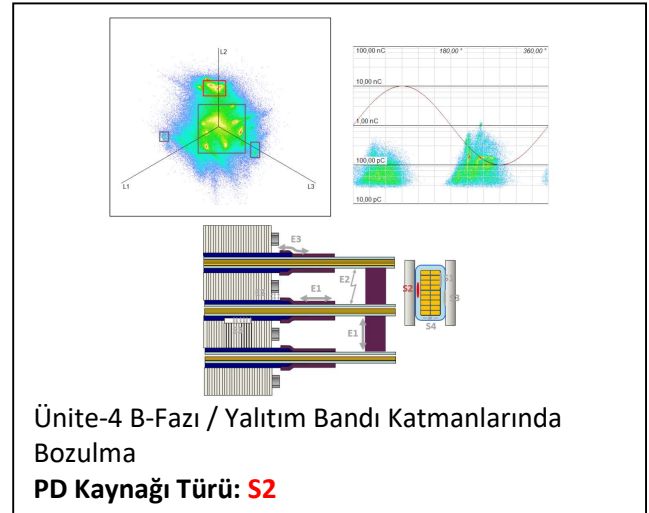 L2
L1
L3
100,00 nC
180,00 °
360,00 °
10,00 nC
1,00 nC
100,00 pC
10,00 pC
E3
E2
E1
E1
S2
S4
Ünite-4 B-Fazı / Yalıtım Bandı Katmanlarında
Bozulma
PD Kaynağı Türü: S2